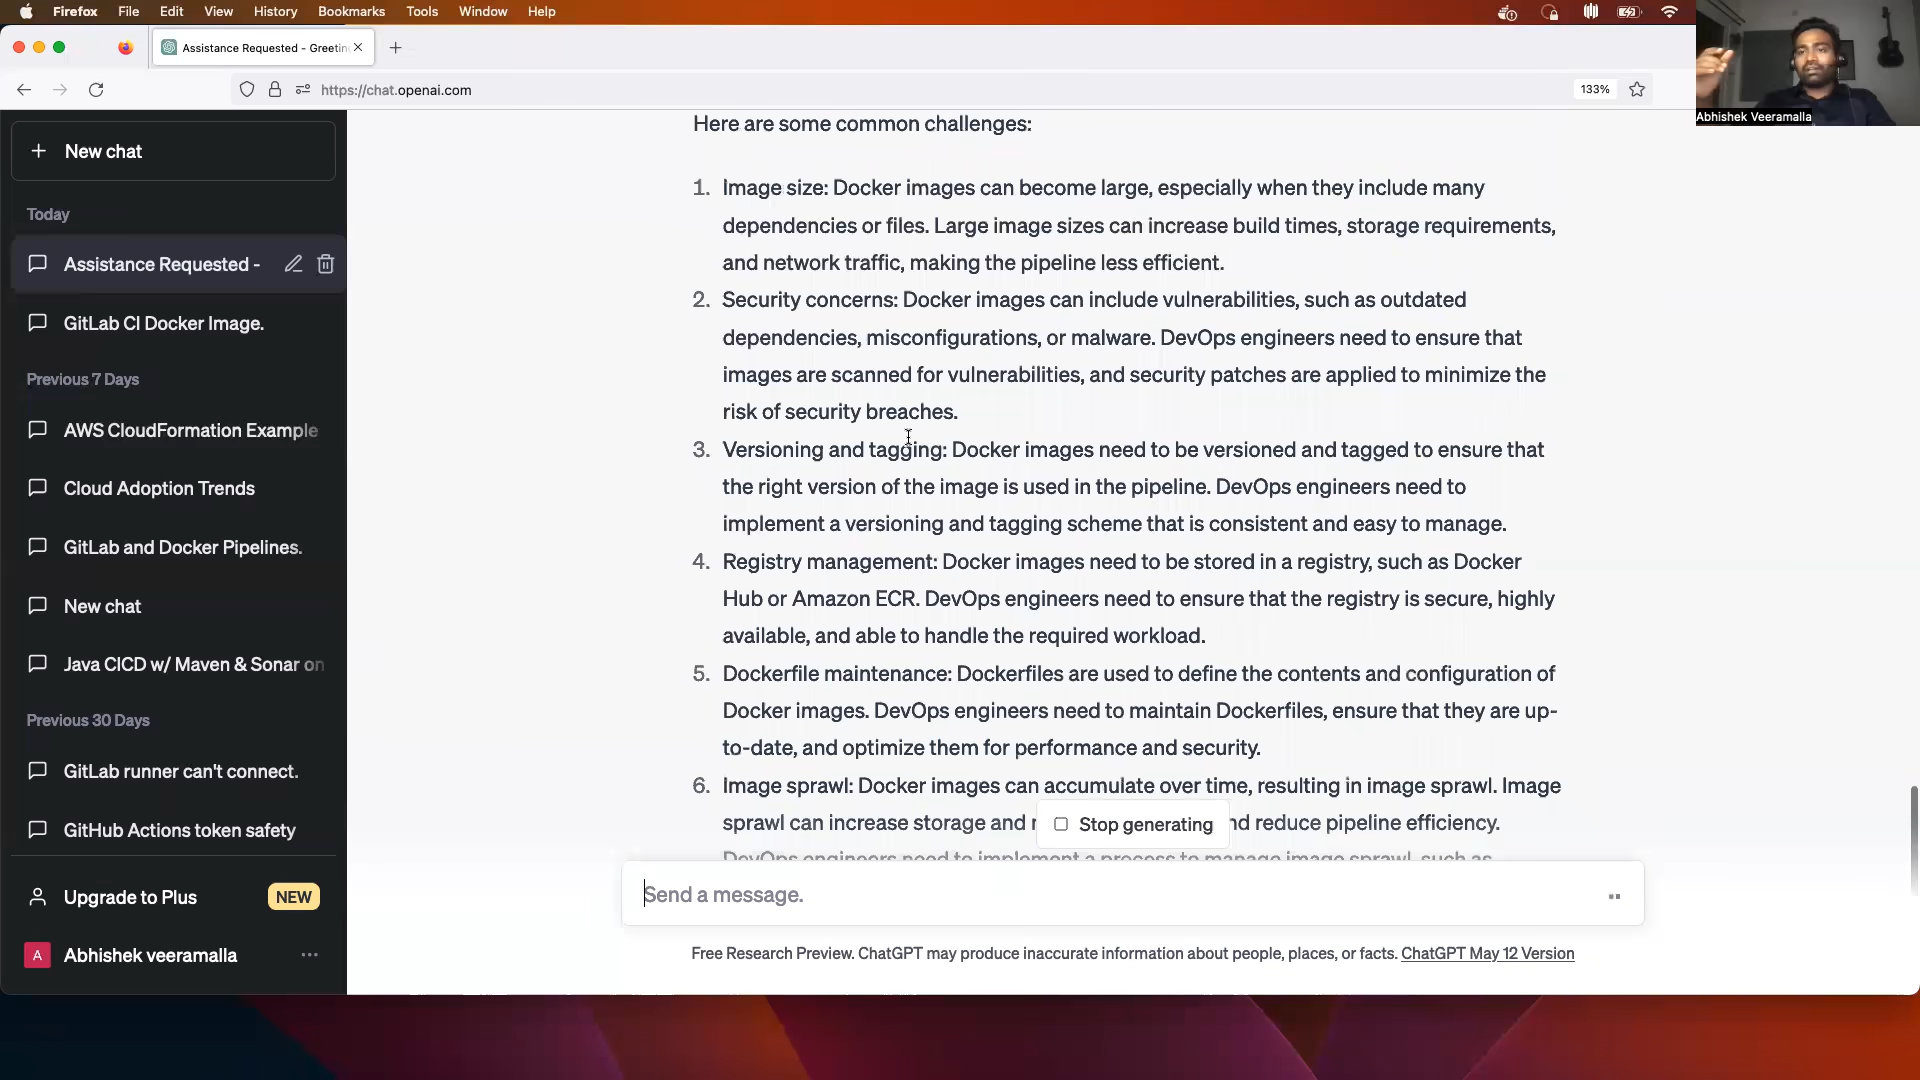 Firefox File Edit View History Bookmarks Tools Window Help
Assistance Requested - Greetin
https://chat.openai.com
133%
Abhishek Veeramalla
New chat
Today
Assistance Requested -
GitLab CI Docker Image.
Previous 7 Days
AWS CloudFormation Example
Cloud Adoption Trends
GitLab and Docker Pipelines.
New chat
Java CICD w/ Maven & Sonar on
Previous 30 Days
GitLab runner can't connect.
GitHub Actions token safety
Upgrade to Plus NEW
A Abhishek veeramalla
Here are some common challenges:
1. Image size: Docker images can become large, especially when they include many
dependencies or files. Large image sizes can increase build times, storage requirements,
and network traffic, making the pipeline less efficient.
2. Security concerns: Docker images can include vulnerabilities, such as outdated
dependencies, misconfigurations, or malware. DevOps engineers need to ensure that
images are scanned for vulnerabilities, and security patches are applied to minimize the
risk of security breaches.
3. Versioning and tagging: Docker images need to be versioned and tagged to ensure that
the right version of the image is used in the pipeline. DevOps engineers need to
implement a versioning and tagging scheme that is consistent and easy to manage.
4. Registry management: Docker images need to be stored in a registry, such as Docker
Hub or Amazon ECR. DevOps engineers need to ensure that the registry is secure, highly
available, and able to handle the required workload.
5. Dockerfile maintenance: Dockerfiles are used to define the contents and configuration of
Docker images. DevOps engineers need to maintain Dockerfiles, ensure that they are up-
to-date, and optimize them for performance and security.
6. Image sprawl: Docker images can accumulate over time, resulting in image sprawl. Image
sprawl can increase storage and nd reduce pipeline efficiency.
Stop generating
DevOps engineers need to implement a process to manage image sprawl, such as
Send a message.
Free Research Preview. ChatGPT may produce inaccurate information about people, places, or facts. ChatGPT May 12 Version